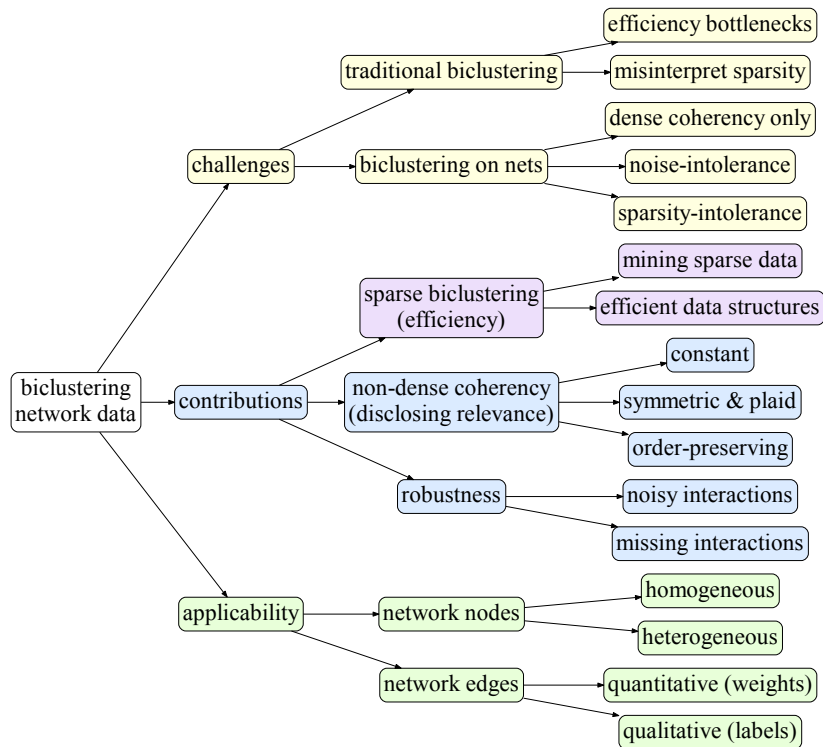 efficiency bottlenecks
traditional biclustering
misinterpret sparsity
dense coherency only
challenges
biclustering on nets
noise-intolerance
sparsity-intolerance
mining sparse data
sparse biclustering
(efficiency)
efficient data structures
constant
biclustering
network data
contributions
non-dense coherency
(disclosing relevance)
symmetric & plaid
order-preserving
robustness
noisy interactions
missing interactions
homogeneous
applicability
network nodes
heterogeneous
network edges
quantitative (weights)
qualitative (labels)